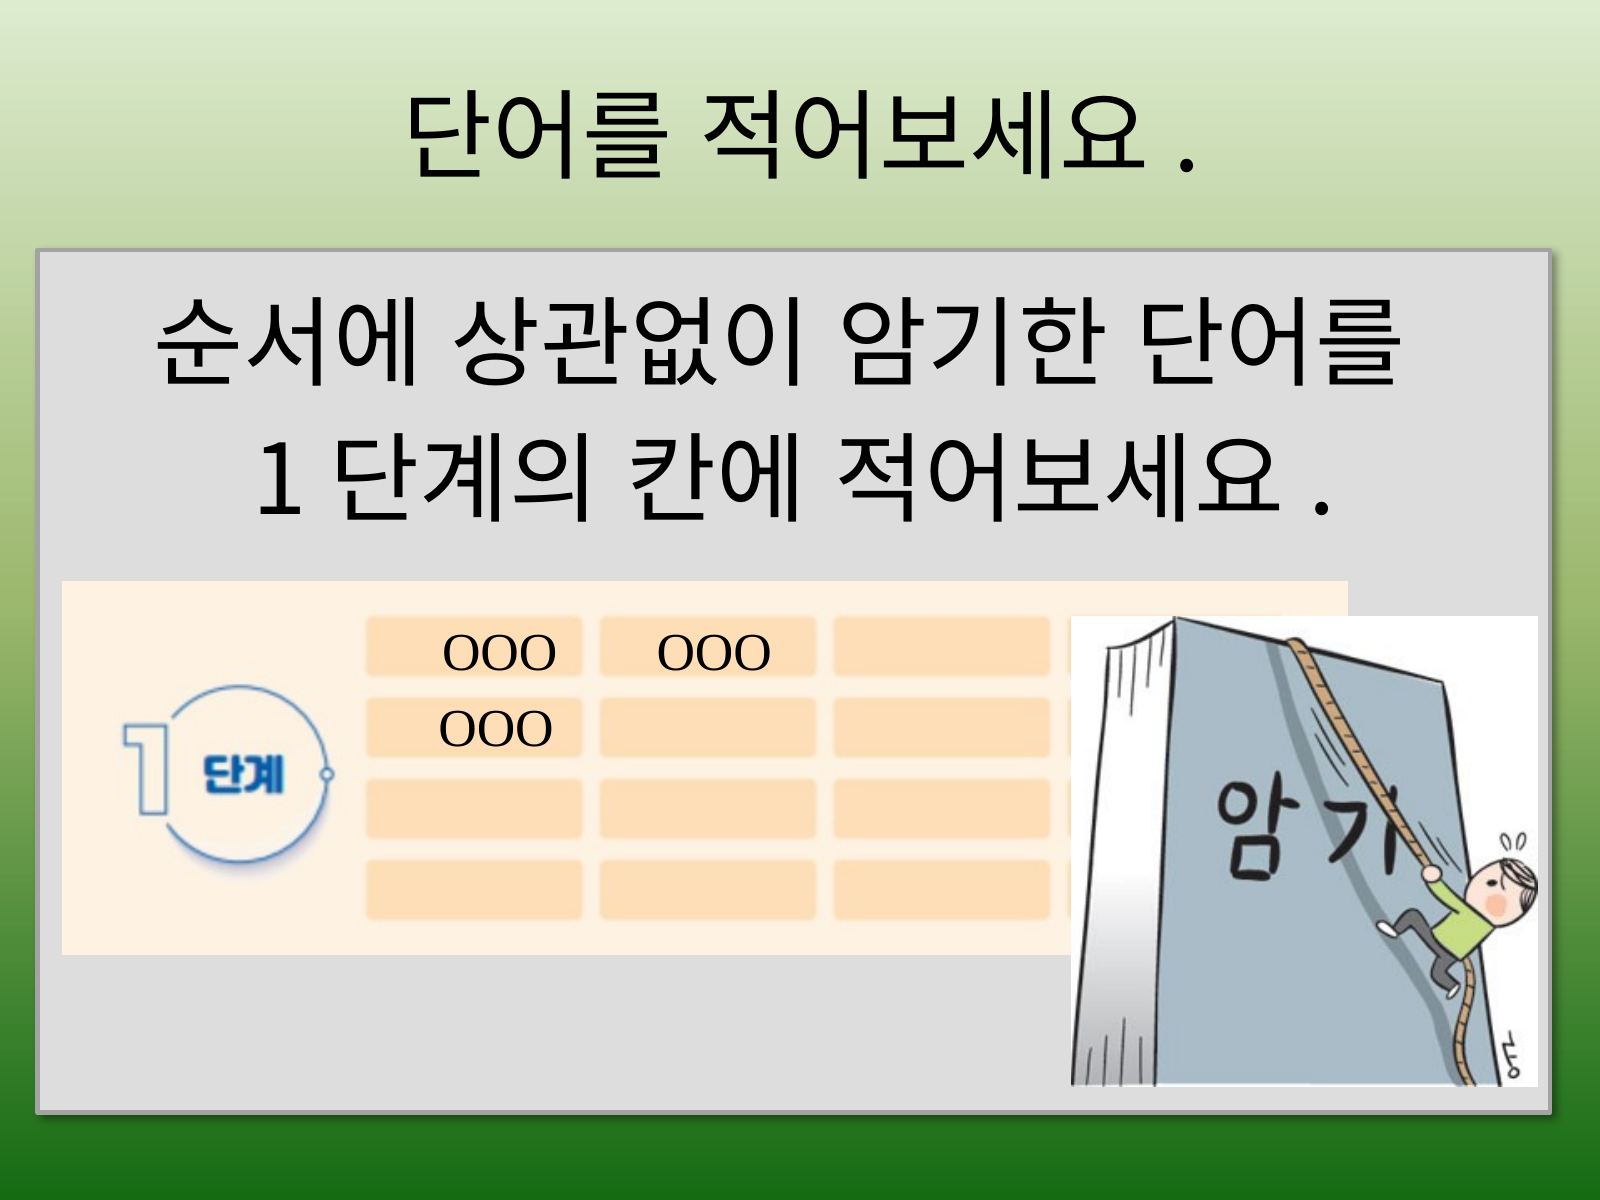 단어를 적어보세요 .
순서에 상관없이 암기한 단어를
1 단계의 칸에 적어보세요 .
OOO OOO
OOO
1 단계
암기